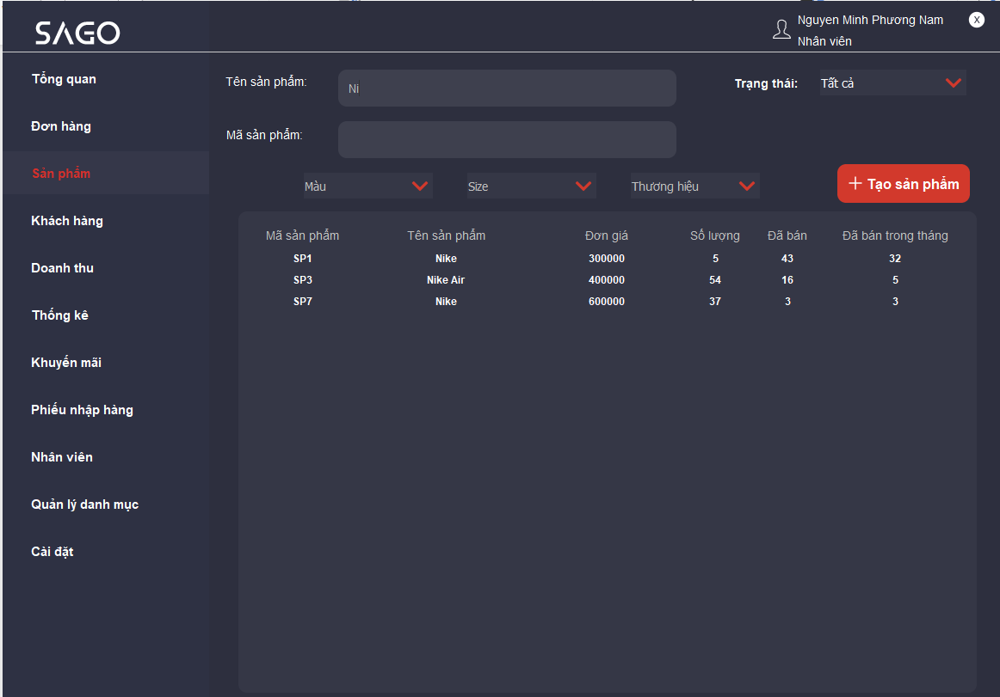 SAGO
Nguyen Minh Phương Nam
X
Nhân viên
Tổng quan
Đơn hàng
Sản phẩm
Khách hàng
Doanh thu
Thống kê
Khuyến mãi
Phiếu nhập hàng
Nhân viên
Quản lý danh mục
Cài đặt
Tên sản phẩm: Ni
Trạng thái: Tất cả
Mã sản phẩm:
Màu Size Thương hiệu
+ Tạo sản phẩm
Mã sản phẩm Tên sản phẩm Đơn giá Số lượng Đã bán Đã bán trong tháng
SP1 Nike 300000 5 43 32
SP3 Nike Air 400000 54 16 5
SP7 Nike 600000 37 3 3